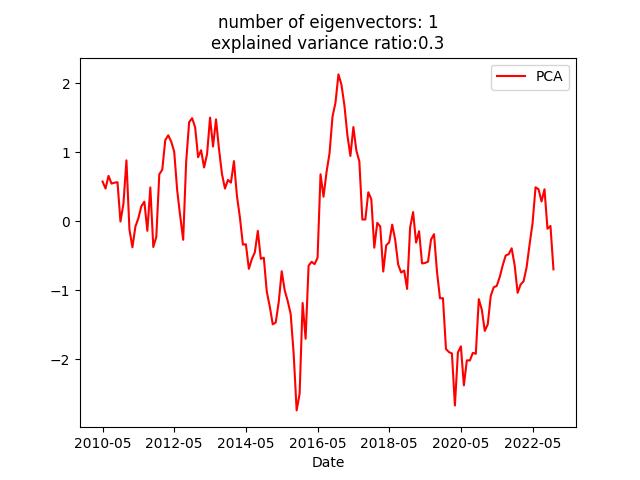 number of eigenvectors: 1
explained variance ratio:0.3
PCA
2
1
0
−1
−2
2010-05 2012-05 2014-05 2016-05 2018-05 2020-05 2022-05
Date